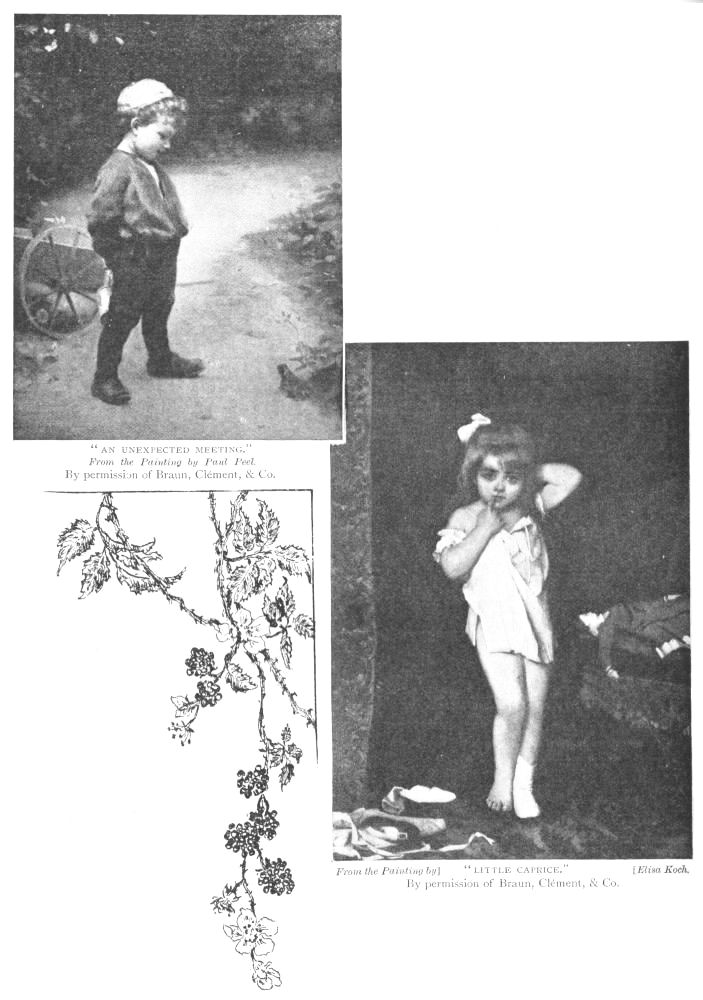 "AN UNEXPECTED MEETING."
From the Painting by Paul Peel.
By permission of Braun, Clément, & Co.
From the Painting by] "LITTLE CAPRICE." [Elisa Koch.
By permission of Braun, Clément, & Co.